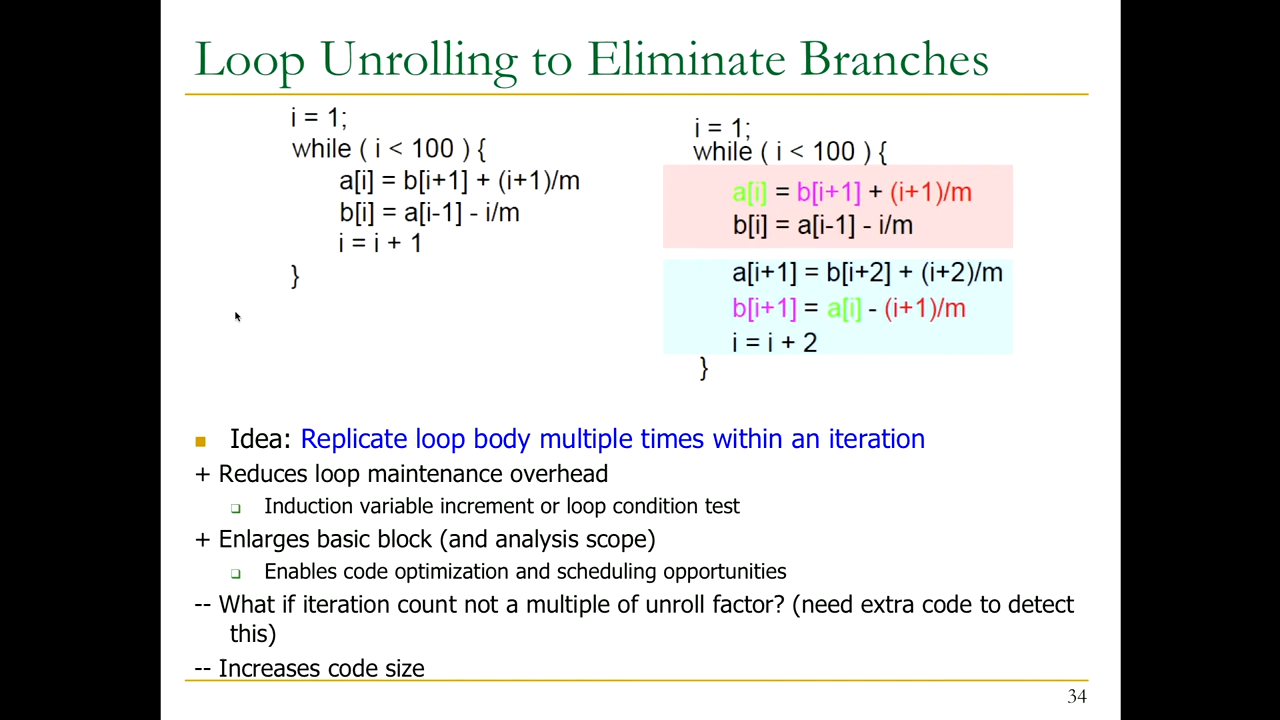 Loop Unrolling to Eliminate Branches
i = 1;
while ( i < 100 ) {
a[i] = b[i+1] + (i+1)/m
b[i] = a[i-1] - i/m
i = i + 1
}
i = 1;
while ( i < 100 ) {
a[i] = b[i+1] + (i+1)/m
b[i] = a[i-1] - i/m
a[i+1] = b[i+2] + (i+2)/m
b[i+1] = a[i] - (i+1)/m
i = i + 2
}
Idea: Replicate loop body multiple times within an iteration
+ Reduces loop maintenance overhead
Induction variable increment or loop condition test
+ Enlarges basic block (and analysis scope)
Enables code optimization and scheduling opportunities
-- What if iteration count not a multiple of unroll factor? (need extra code to detect
this)
-- Increases code size
34